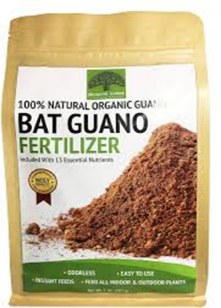 100% NATURAL ORGANIC GUANO
BAT GUANO
FERTILIZER
Included With 13 Essential Nutrients
• ODORLESS • EASY TO USE
• INSTANT FEEDS • FEED ALL INDOOR & OUTDOOR PLANTS